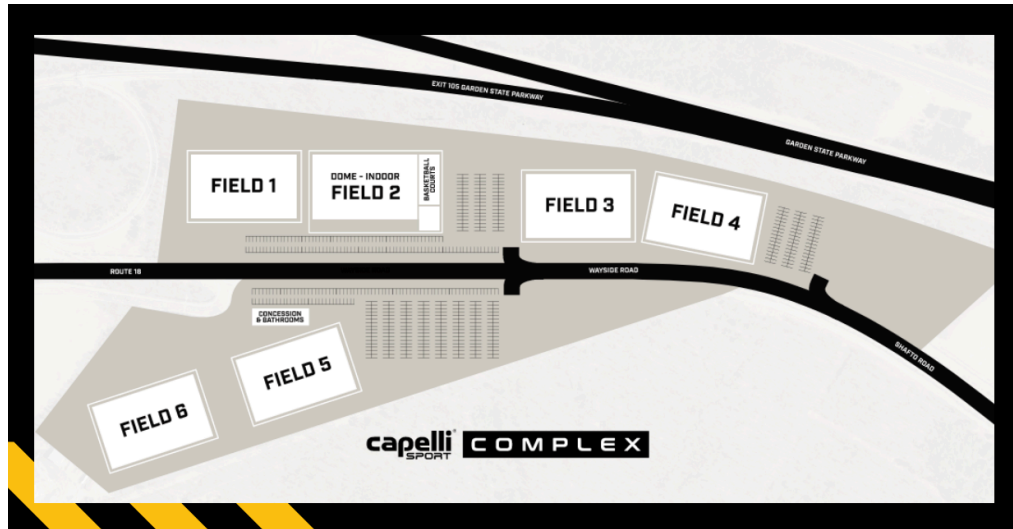 EXIT 105 GARDEN STATE PARKWAY
GARDEN STATE PARKWAY
FIELD 1
DOME - INDOOR
FIELD 2
BASKETBALL
COURTS
FIELD 3
FIELD 4
ROUTE 18
WAYSIDE ROAD
SHAFTO ROAD
CONCESSION
& BATHROOMS
FIELD 5
FIELD 6
capelli
SPORT
COMPLEX